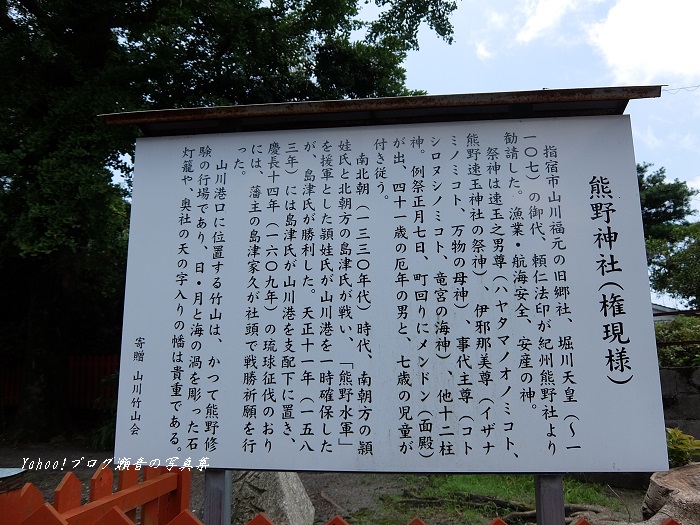 熊野神社(権現様)
指宿市山川福元の旧郷社、堀川天皇(~一
一〇七)の御代、頼仁法印が紀州熊野社より
勧請した。漁業・航海安全、安産の神。
祭神は速玉之男尊(ハヤタマノオノミコト、
熊野速玉神社の祭神)、伊邪那美尊(イザナ
ミノミコト、万物の母神)、事代主尊(コト
シロヌシノミコト、竜宮の海神)、他十二柱
神。例祭正月七日、町回りにメンドン(面殿)
が出、四十一歳の厄年の男と、七歳の児童が
付き従う。
南北朝(一三三〇年代)時代、南朝方の頴
娃氏と北朝方の島津氏が戦い、「熊野水軍」
を援軍とした頴娃氏が山川港を一時確保した
が、島津氏が勝利した。天正十一年(一五八
三年)には島津氏が山川港を支配下に置き、
慶長十四年(一六〇九年)の琉球征伐のおり
には、藩主の島津家久が社頭で戦勝祈願を行
った。
山川港口に位置する竹山は、かつて熊野修
験の行場であり、日・月と海の渦を彫った石
灯籠や、奥社の天の字入りの幡は貴重である。
寄贈 山川竹山会
Yahoo!ブログ瀬音の写真集